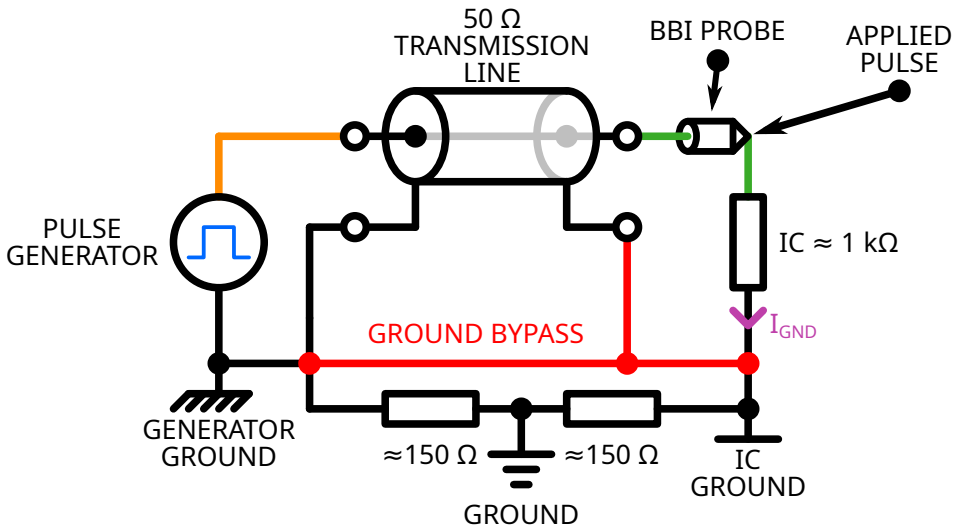 50 Ω
TRANSMISSION
LINE
BBI PROBE
APPLIED
PULSE
PULSE
GENERATOR
IC ≈ 1 kΩ
I_GND
GROUND BYPASS
GENERATOR
GROUND
≈150 Ω
≈150 Ω
IC
GROUND
GROUND